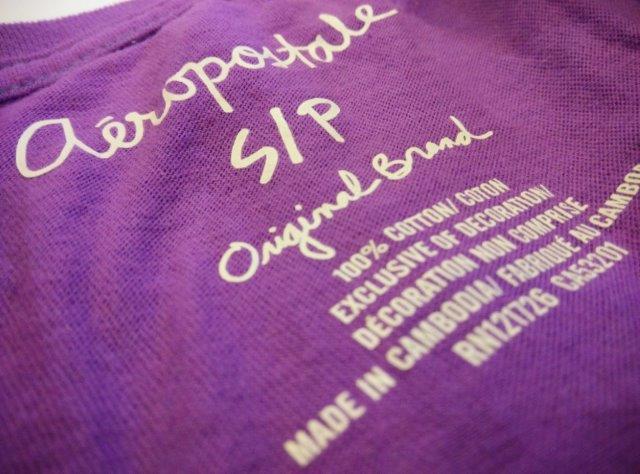 aéropostale
S/P
Original Brand
100% COTTON/ COTON
EXCLUSIVE OF DECORATION/
DÉCORATION NON COMPRISE
MADE IN CAMBODIA/ FABRIQUÉ AU CAMBO
RN121726 CA53201